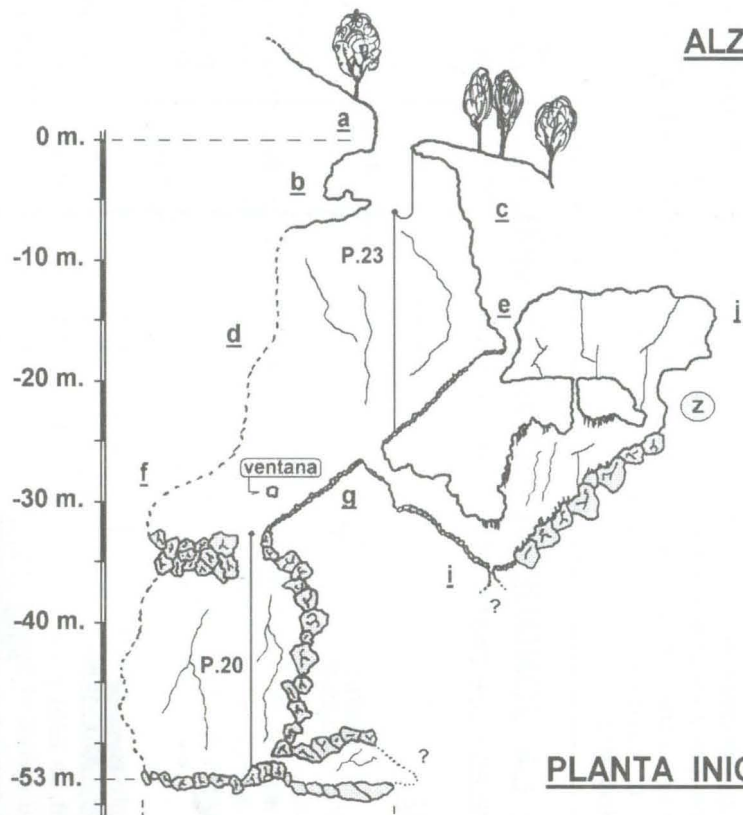 ALZ
a
0 m.
b
c
-10 m.
P.23
e
j
d
-20 m.
z
f
ventana
g
-30 m.
i
?
-40 m.
P.20
?
-53 m.
PLANTA INIC